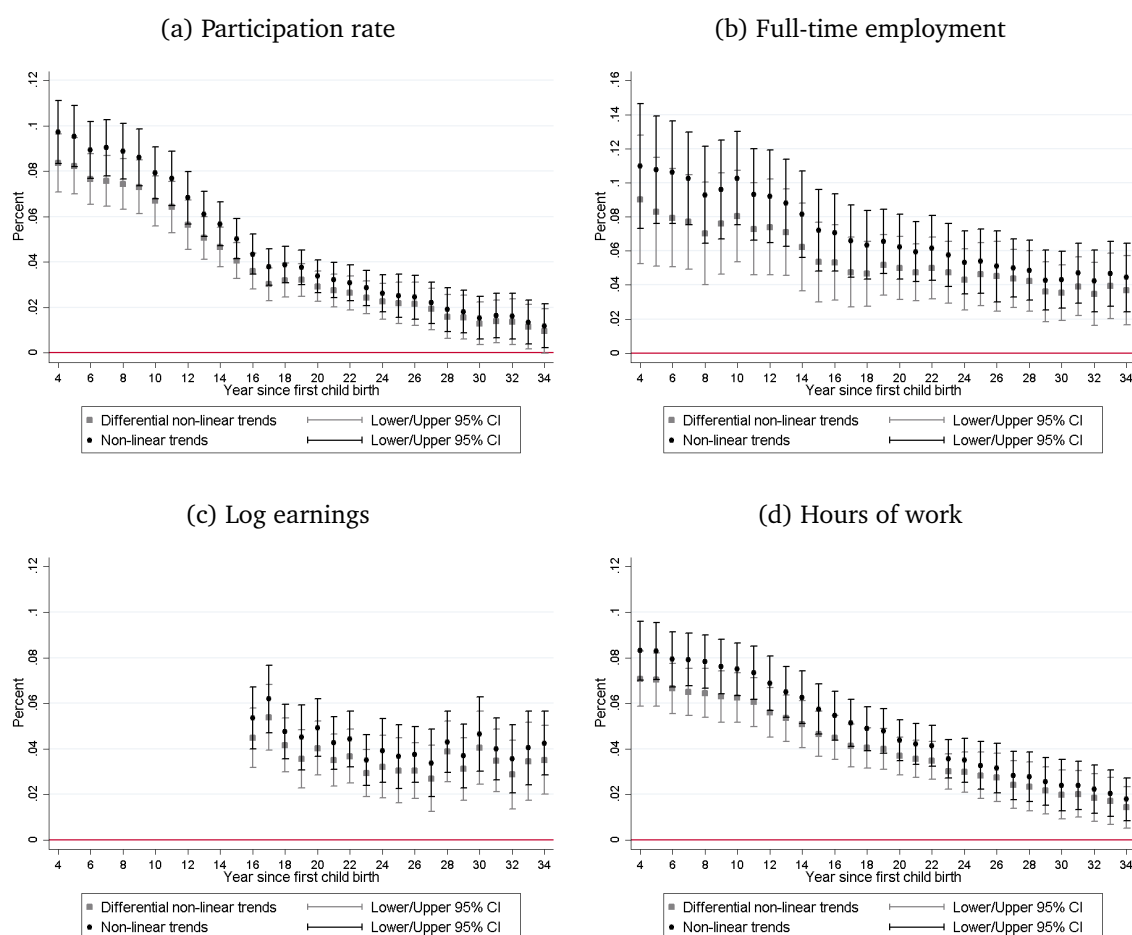 (a) Participation rate
(b) Full-time employment
Percent
0 .02 .04 .06 .08 .1 .12
4 6 8 10 12 14 16 18 20 22 24 26 28 30 32 34
Year since first child birth
Differential non-linear trends Lower/Upper 95% CI
Non-linear trends Lower/Upper 95% CI
Percent
0 .02 .04 .06 .08 .1 .12 .14 .16
4 6 8 10 12 14 16 18 20 22 24 26 28 30 32 34
Year since first child birth
Differential non-linear trends Lower/Upper 95% CI
Non-linear trends Lower/Upper 95% CI
(c) Log earnings
(d) Hours of work
Percent
0 .02 .04 .06 .08 .1 .12
4 6 8 10 12 14 16 18 20 22 24 26 28 30 32 34
Year since first child birth
Differential non-linear trends Lower/Upper 95% CI
Non-linear trends Lower/Upper 95% CI
Percent
0 .02 .04 .06 .08 .1 .12
4 6 8 10 12 14 16 18 20 22 24 26 28 30 32 34
Year since first child birth
Differential non-linear trends Lower/Upper 95% CI
Non-linear trends Lower/Upper 95% CI